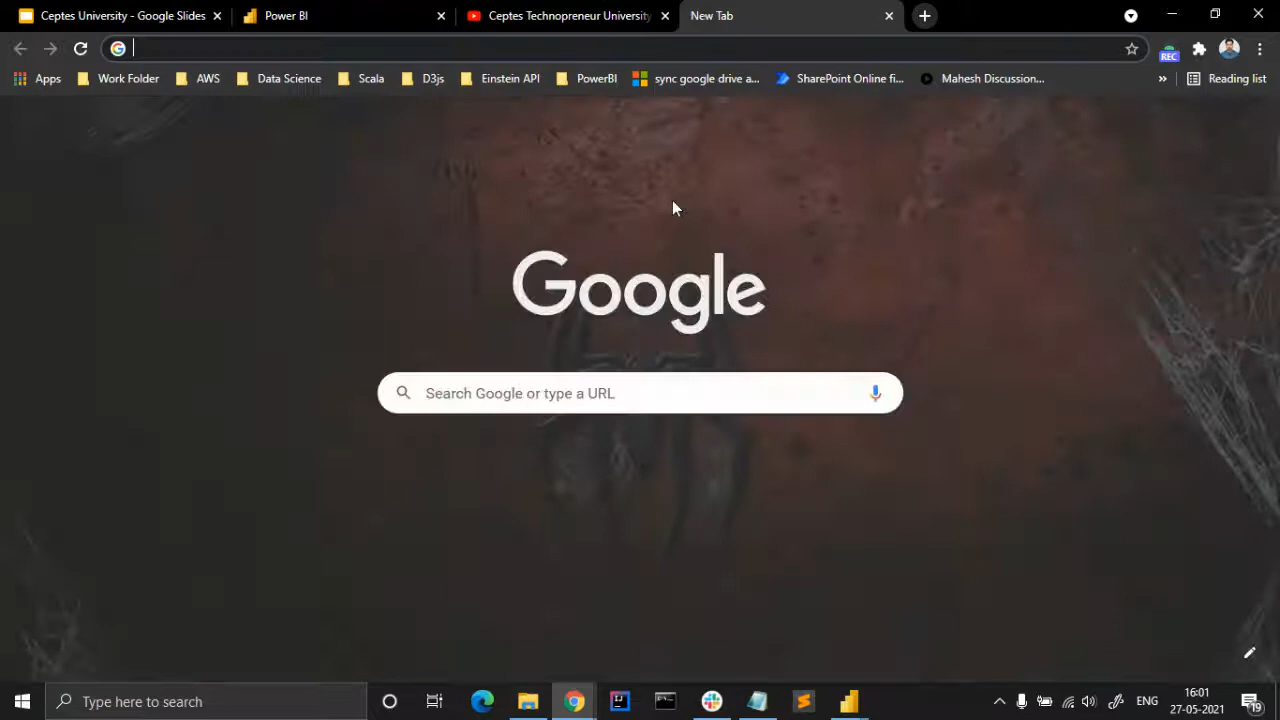 Ceptes University - Google Slides
Power BI
Ceptes Technopreneur University
New Tab
Apps
Work Folder
AWS
Data Science
Scala
D3js
Einstein API
PowerBI
sync google drive a...
SharePoint Online fi...
Mahesh Discussion...
»
Reading list
REC
Google
Search Google or type a URL
Type here to search
ENG
16:01
27-05-2021
19